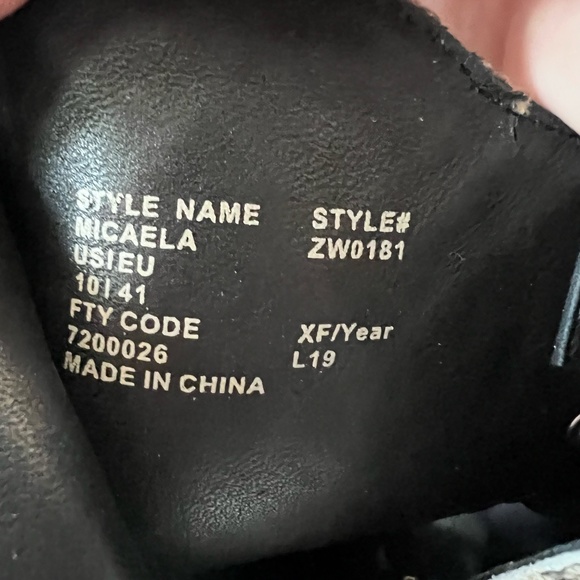 STYLE NAME
MICAELA
US|EU
10|41
FTY CODE
7200026
MADE IN CHINA
STYLE#
ZW0181
XF/Year
L19